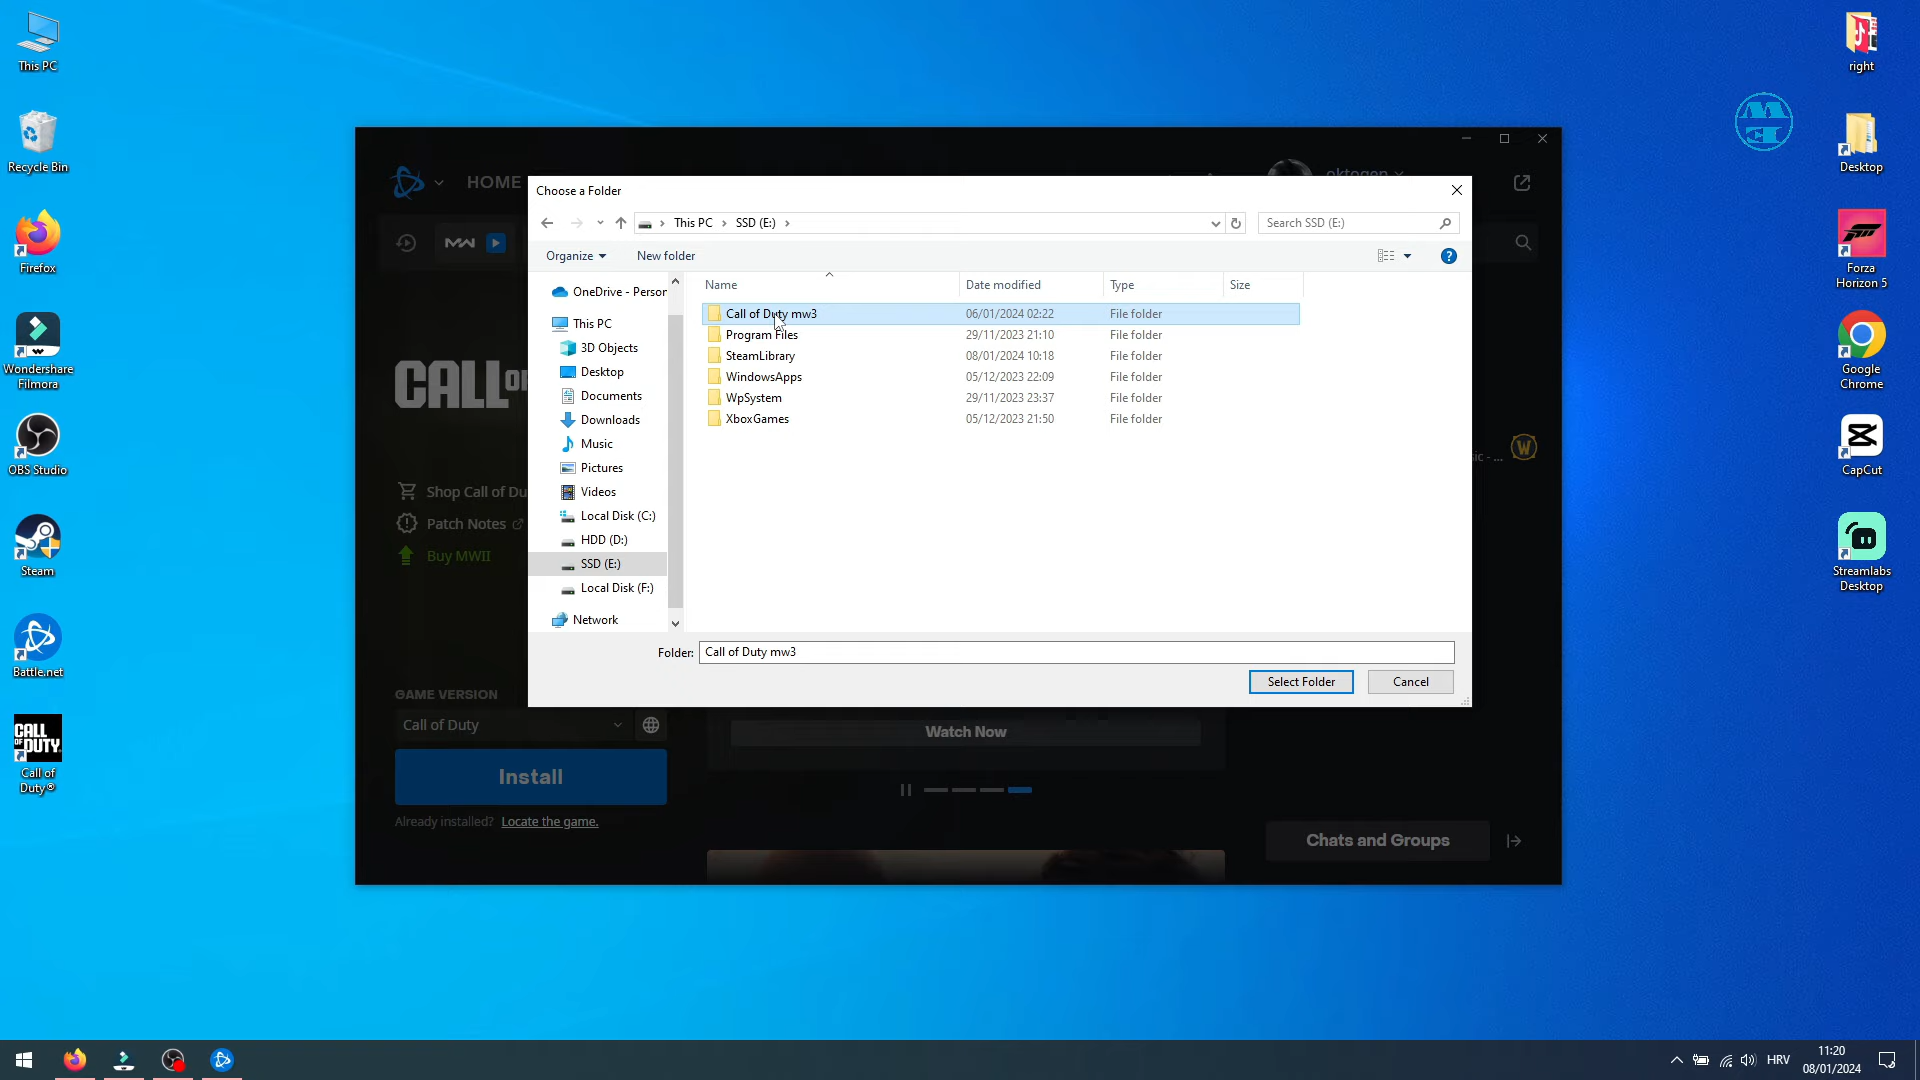 This PC
Recycle Bin
Firefox
Wondershare
Filmora
OBS Studio
Steam
Battle.net
CALL
OF DUTY
Call of
Duty®
HOME
CALL OF
Shop Call of Du
Patch Notes
Buy MWII
GAME VERSION
Call of Duty
Install
Already installed? Locate the game.
oktogen
Choose a Folder
This PC
SSD (E:)
Search SSD (E:)
Organize
New folder
?
OneDrive - Person
This PC
3D Objects
Desktop
Documents
Downloads
Music
Pictures
Videos
Local Disk (C:)
HDD (D:)
SSD (E:)
Local Disk (F:)
Network
Name Date modified Type Size
Call of Duty mw3 06/01/2024 02:22 File folder
Program Files 29/11/2023 21:10 File folder
SteamLibrary 08/01/2024 10:18 File folder
WindowsApps 05/12/2023 22:09 File folder
WpSystem 29/11/2023 23:37 File folder
XboxGames 05/12/2023 21:50 File folder
Folder: Call of Duty mw3
Select Folder
Cancel
Watch Now
sic - ...
Chats and Groups
right
Desktop
Forza
Horizon 5
Google
Chrome
CapCut
Streamlabs
Desktop
HRV
11:20
08/01/2024